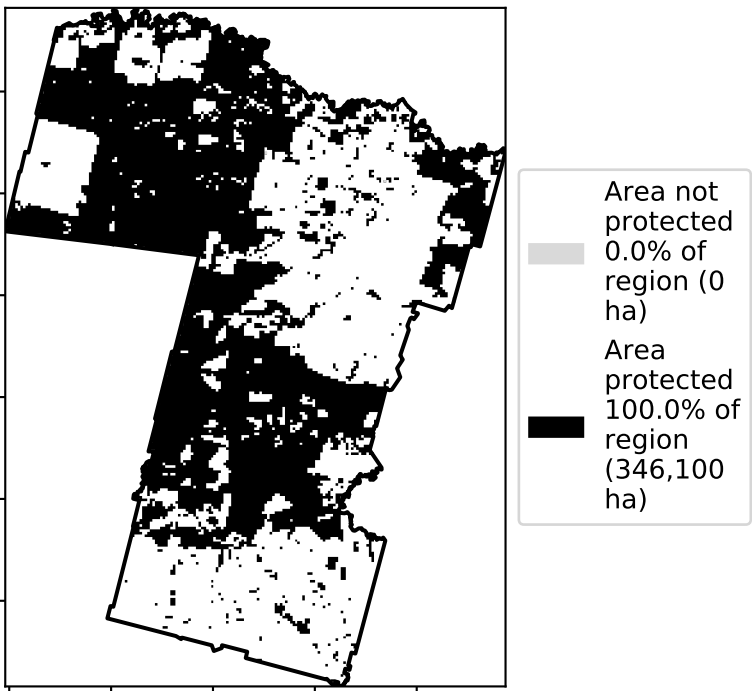 Area not
protected
0.0% of
region (0
ha)
Area
protected
100.0% of
region
(346,100
ha)